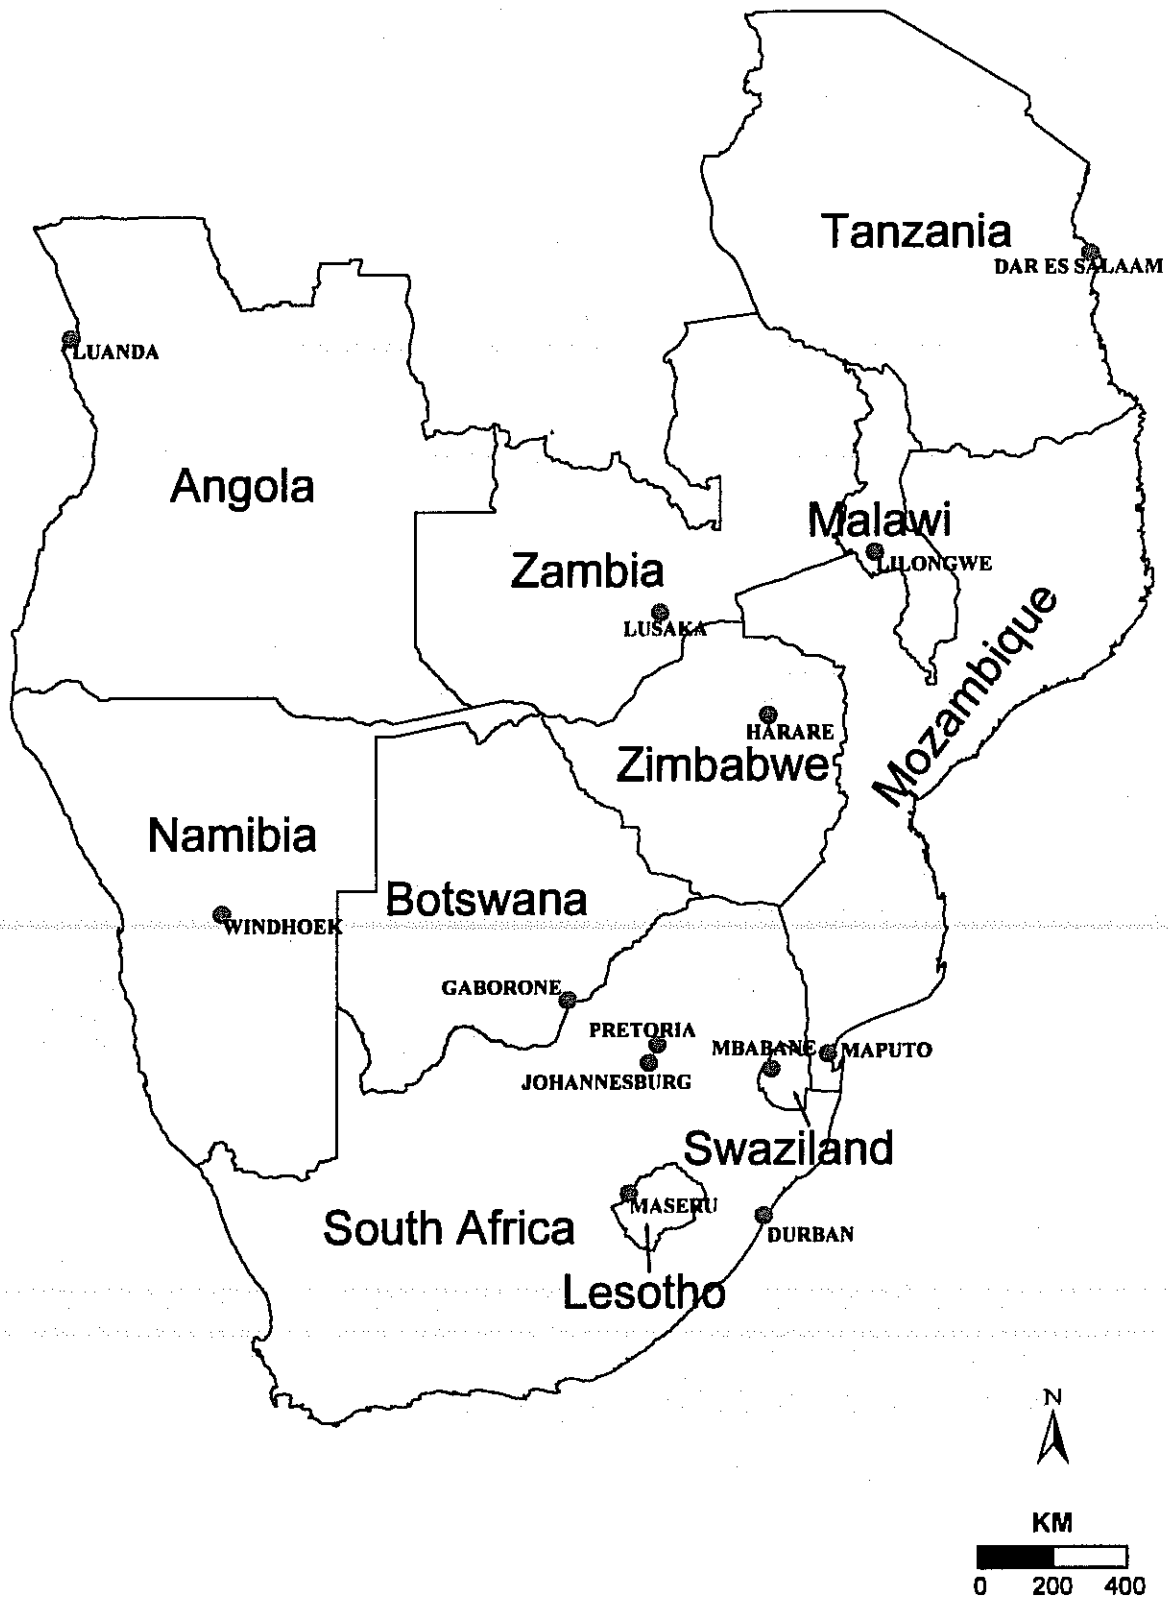 Tanzania
DAR ES SALAAM
LUANDA
Angola
Malawi
LILONGWE
Zambia
LUSAKA
Mozambique
HARARE
Zimbabwe
Namibia
Botswana
WINDHOEK
GABORONE
PRETORIA
MBABANE
MAPUTO
JOHANNESBURG
Swaziland
MASERU
South Africa
DURBAN
Lesotho
N
KM
0 200 400